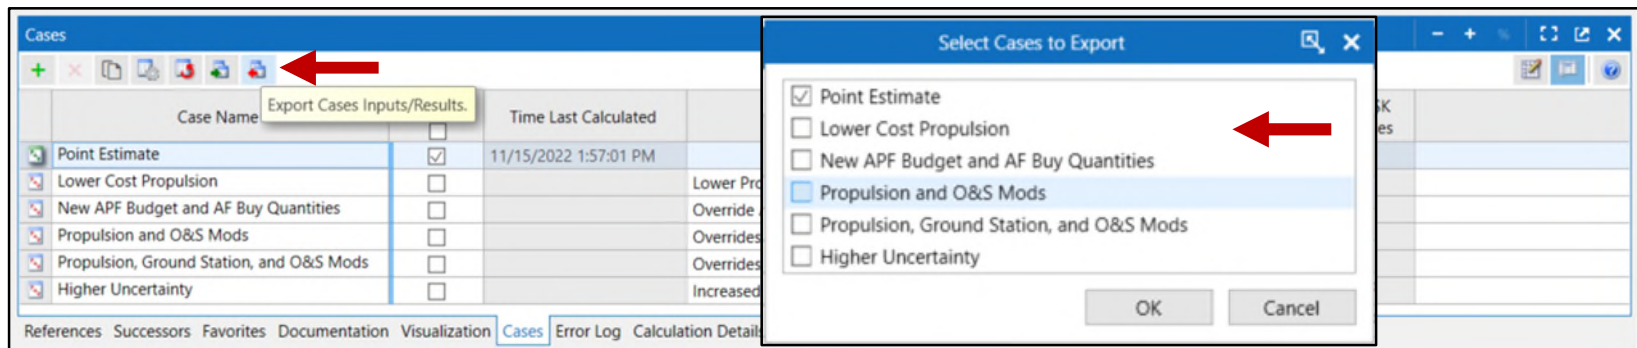 Cases
Export Cases Inputs/Results.
Case Name
Time Last Calculated
Point Estimate
11/15/2022 1:57:01 PM
Lower Cost Propulsion
Lower Pro
New APF Budget and AF Buy Quantities
Override
Propulsion and O&S Mods
Overrides
Propulsion, Ground Station, and O&S Mods
Overrides
Higher Uncertainty
Increased
References Successors Favorites Documentation Visualization Cases Error Log Calculation Detail
Select Cases to Export
Point Estimate
Lower Cost Propulsion
New APF Budget and AF Buy Quantities
Propulsion and O&S Mods
Propulsion, Ground Station, and O&S Mods
Higher Uncertainty
OK Cancel
SK
es